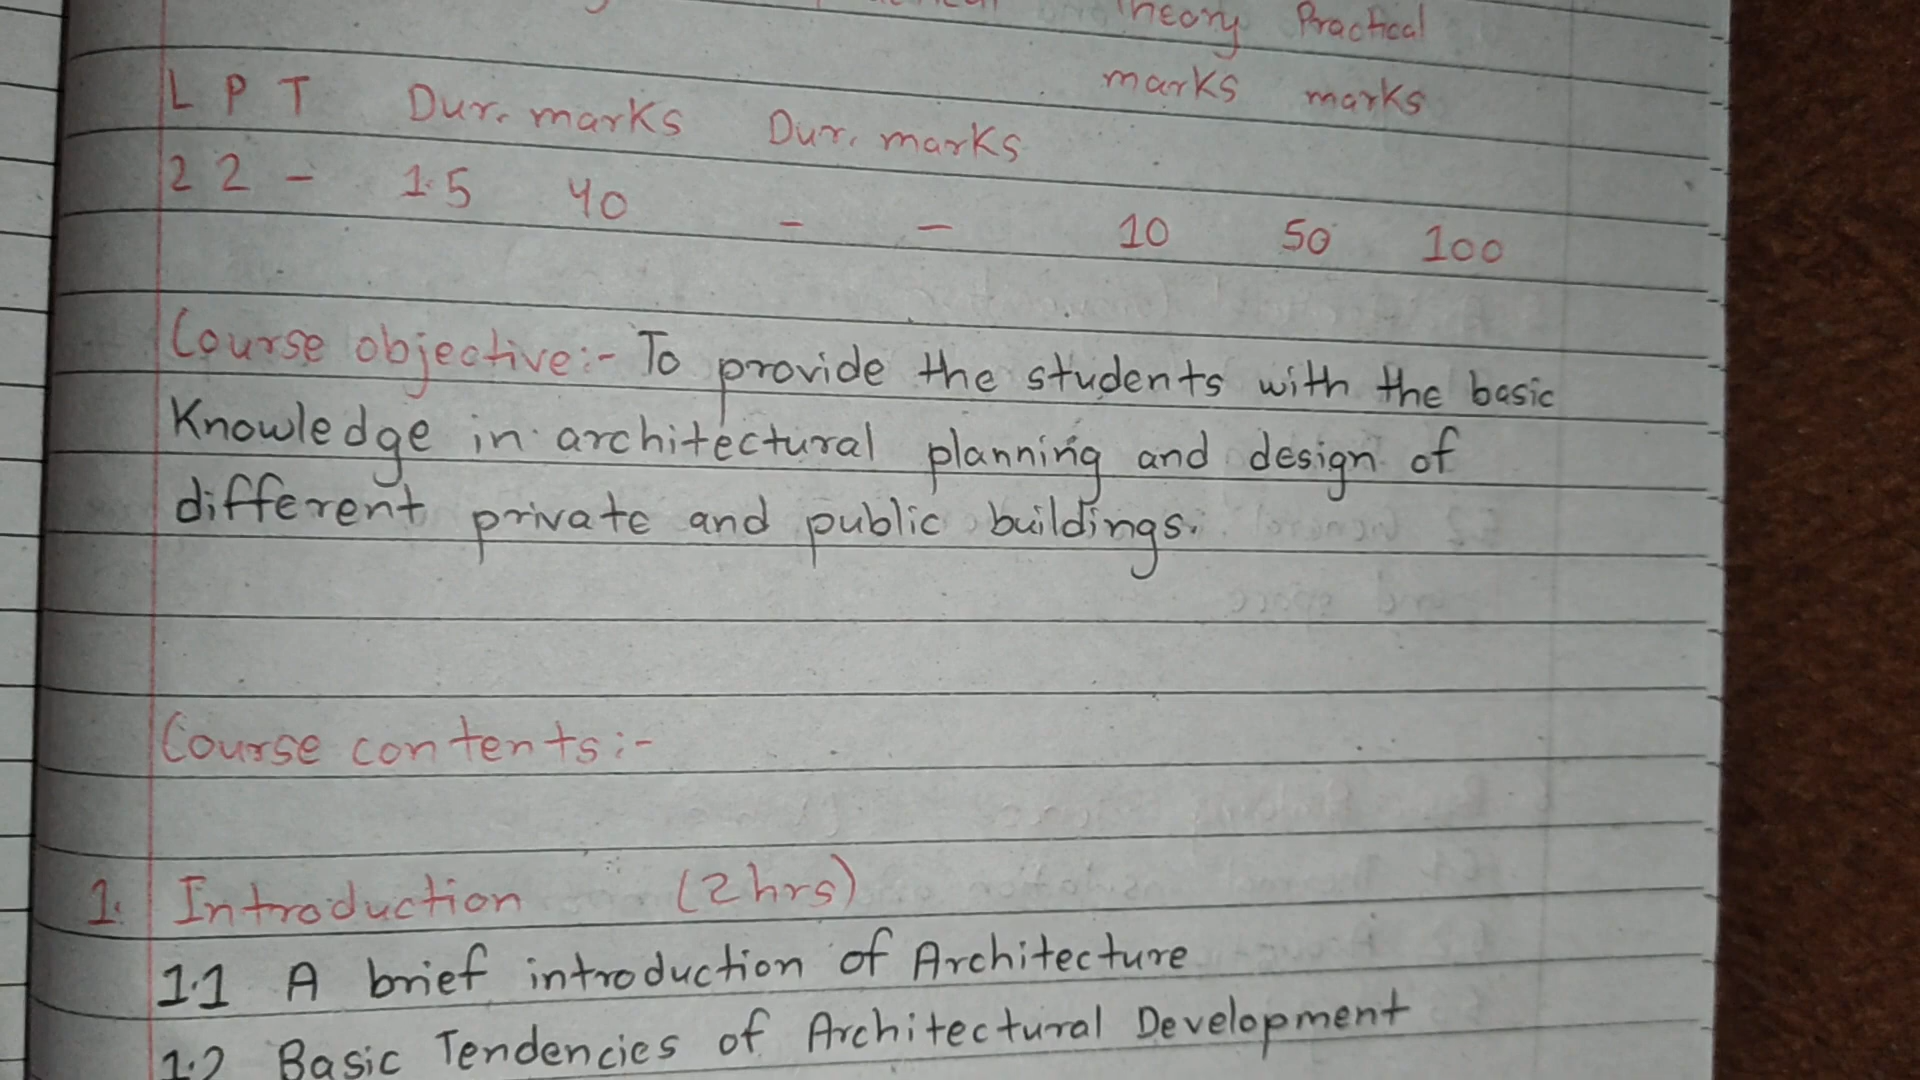 Theory Practical
marks marks
L P T Dur. marks Dur. marks
2 2 - 1.5 40 - - 10 50 100
Course objective:- To provide the students with the basic
Knowledge in architectural planning and design of
different private and public buildings.
Course contents:-
1. Introduction (2 hrs)
1.1 A brief introduction of Architecture
1.2 Basic Tendencies of Architectural Development